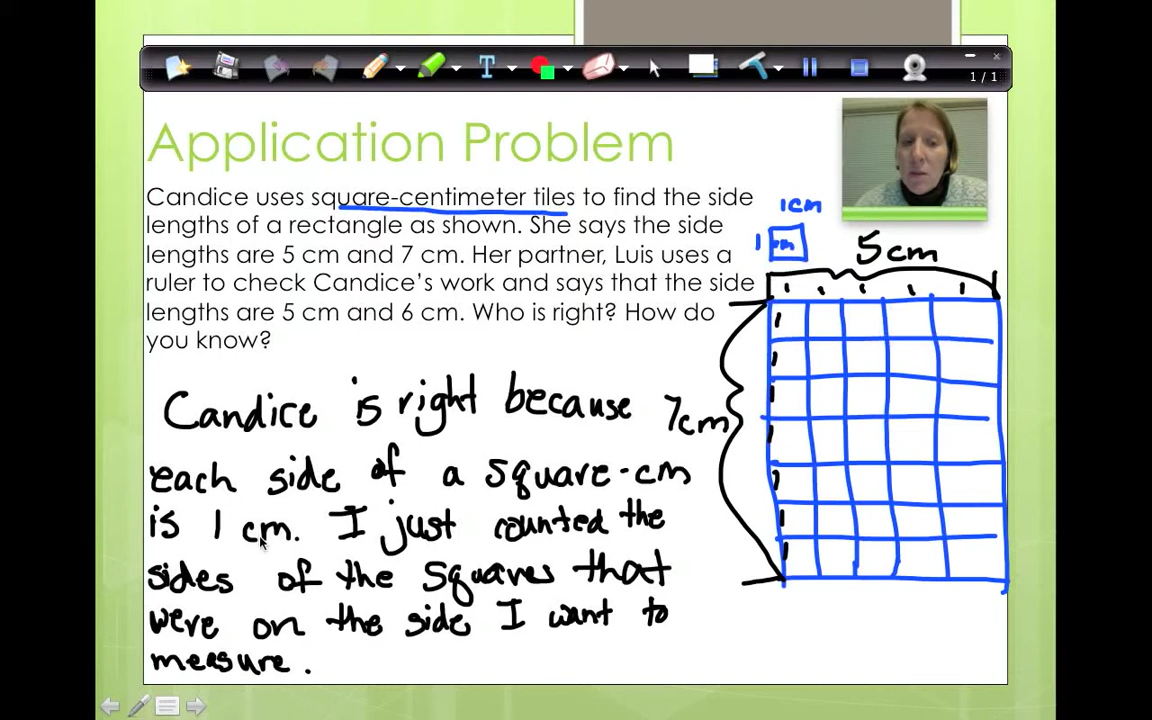 1 / 1
Application Problem
Candice uses square-centimeter tiles to find the side
lengths of a rectangle as shown. She says the side
lengths are 5 cm and 7 cm. Her partner, Luis uses a
ruler to check Candice's work and says that the side
lengths are 5 cm and 6 cm. Who is right? How do
you know?
1cm
1 cm
5cm
7cm
Candice is right because
each side of a square-cm
is 1 cm. I just counted the
sides of the squares that
were on the side I want to
measure.